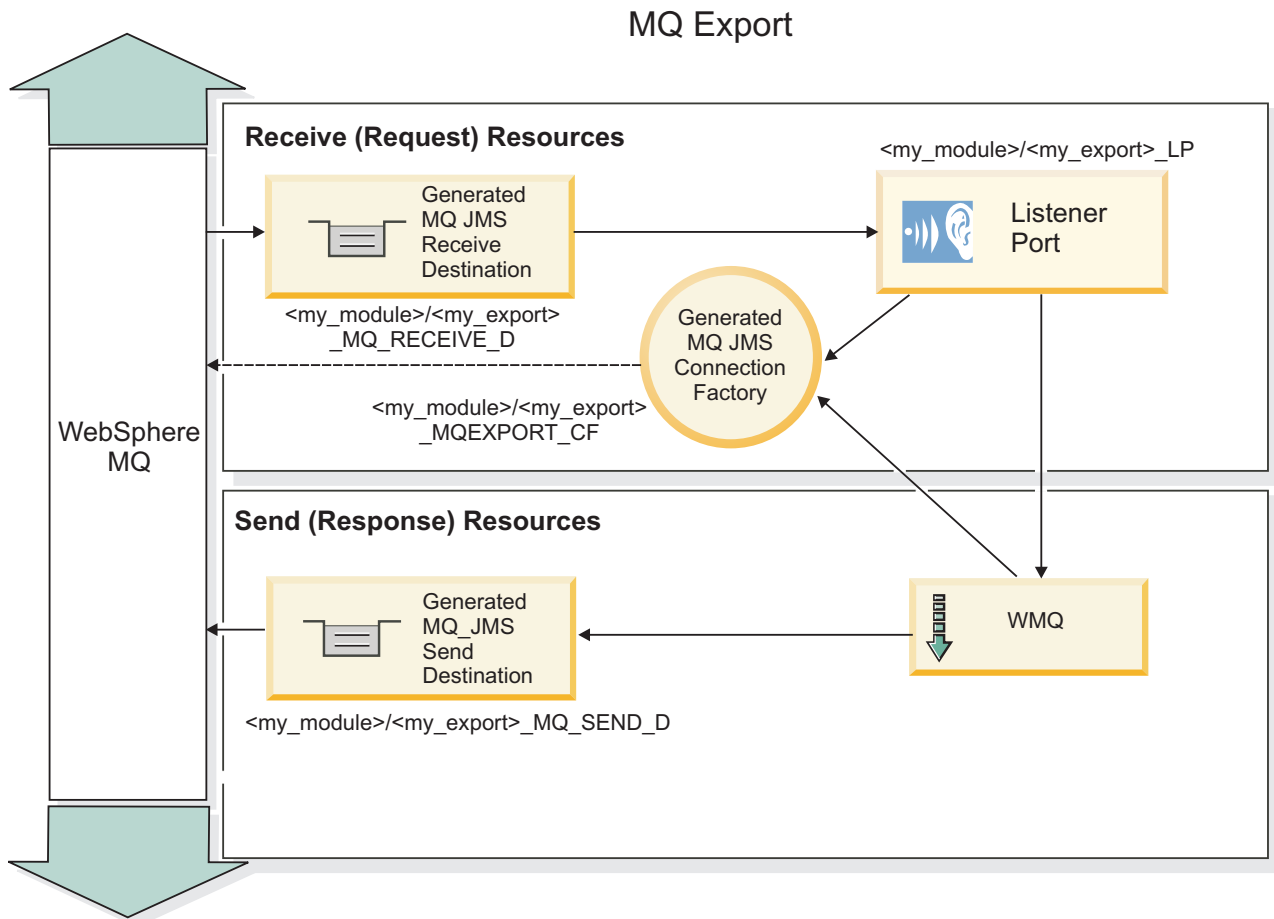 MQ Export
Receive (Request) Resources
<my_module>/<my_export>_LP
Generated
MQ JMS
Receive
Destination
Listener
Port
<my_module>/<my_export>
_MQ_RECEIVE_D
Generated
MQ JMS
Connection
Factory
<my_module>/<my_export>
_MQEXPORT_CF
WebSphere
MQ
Send (Response) Resources
Generated
MQ_JMS
Send
Destination
WMQ
<my_module>/<my_export>_MQ_SEND_D